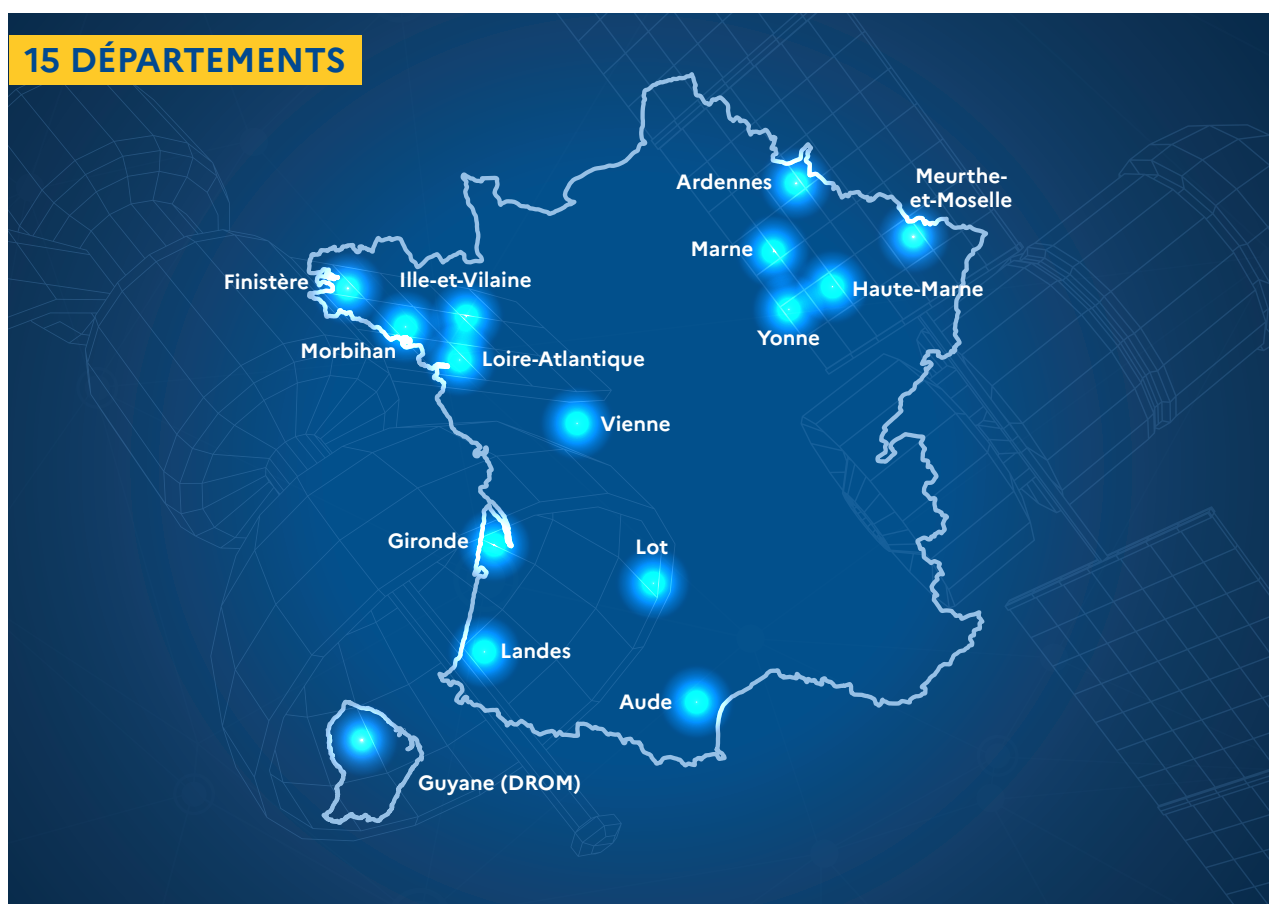 15 DÉPARTEMENTS
Ardennes
Meurthe-
et-Moselle
Marne
Finistère
Ille-et-Vilaine
Haute-Marne
Yonne
Morbihan
Loire-Atlantique
Vienne
Gironde
Lot
Landes
Aude
Guyane (DROM)